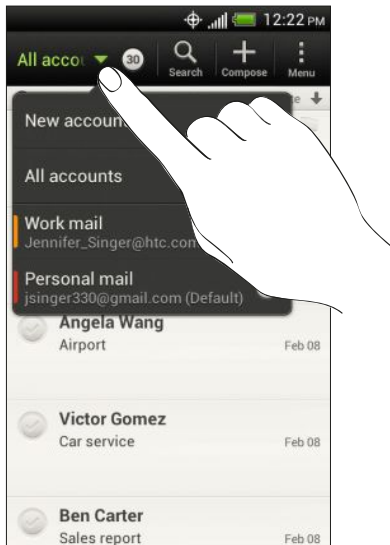 12:22 PM
All accou
30
Search
Compose
Menu
New accoun
All accounts
Work mail
Jennifer_Singer@htc.com
Personal mail
jsinger330@gmail.com (Default)
Angela Wang
Airport
Feb 08
Victor Gomez
Car service
Feb 08
Ben Carter
Sales report
Feb 08